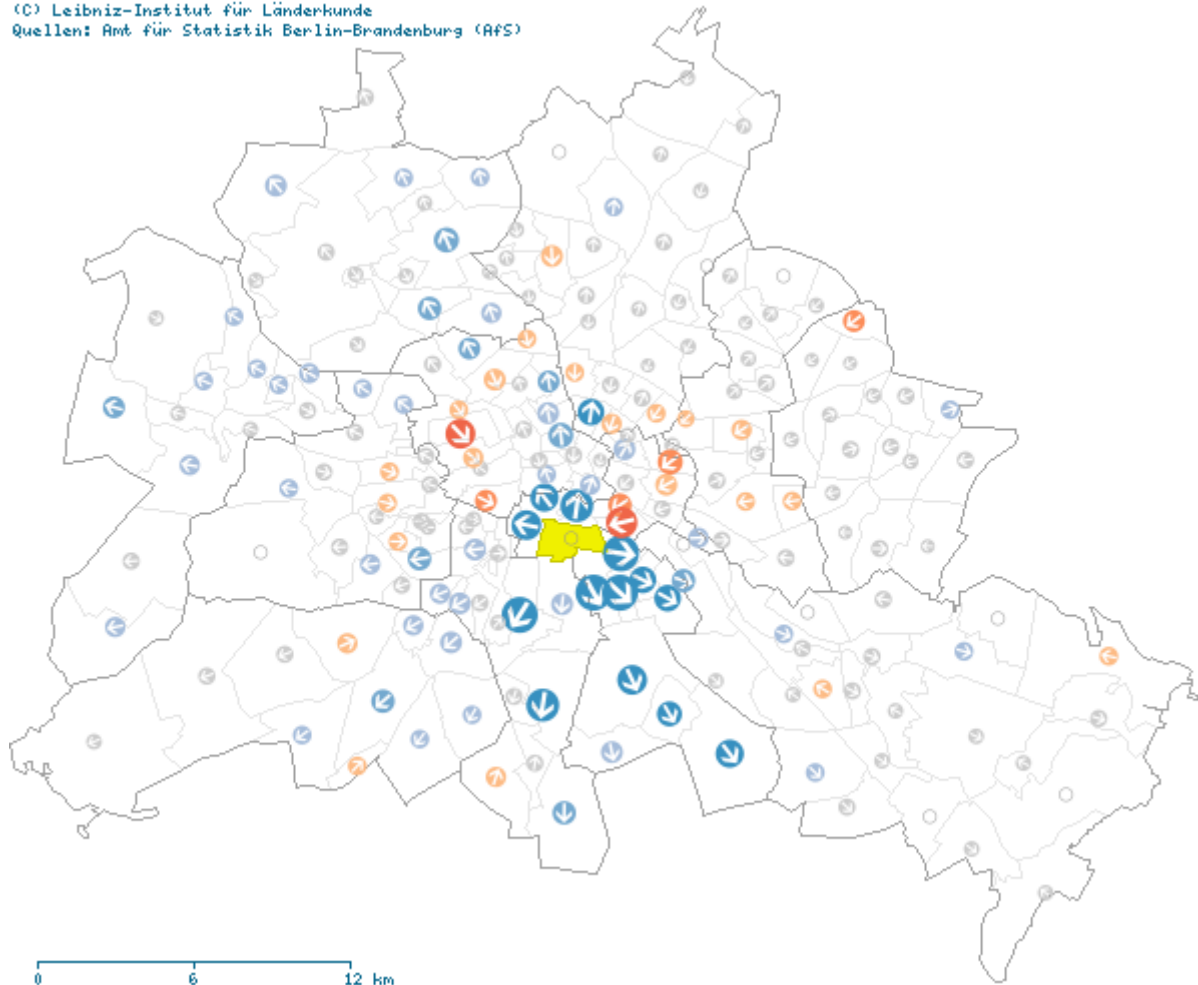 (C) Leibniz-Institut für Länderkunde
Quellen: Amt für Statistik Berlin-Brandenburg (AfS)
0 6 12 km